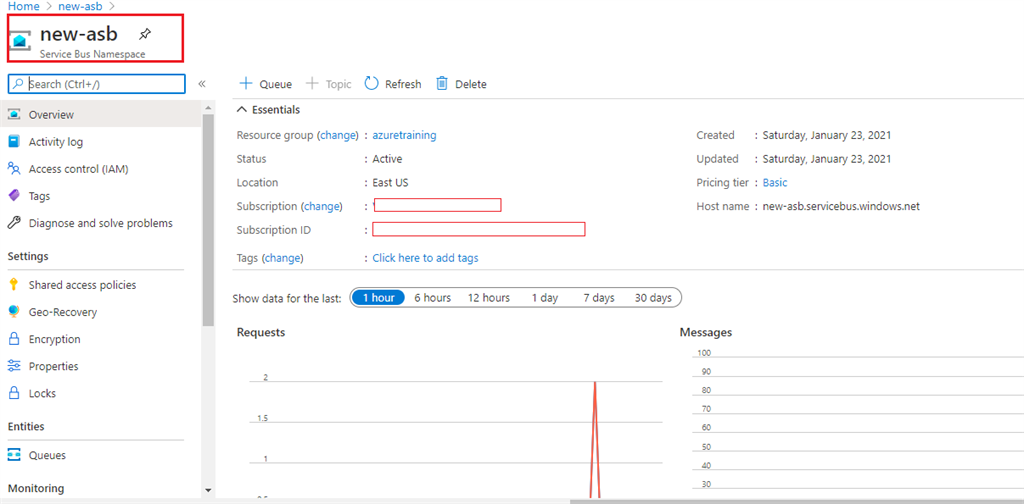 Home > new-asb >
new-asb
Service Bus Namespace
Search (Ctrl+/)
«
Overview
Activity log
Access control (IAM)
Tags
Diagnose and solve problems
Settings
Shared access policies
Geo-Recovery
Encryption
Properties
Locks
Entities
Queues
Monitoring
+ Queue + Topic Refresh Delete
Essentials
Resource group (change) : azuretraining
Status : Active
Location : East US
Subscription (change) :
Subscription ID :
Tags (change) : Click here to add tags
Created : Saturday, January 23, 2021
Updated : Saturday, January 23, 2021
Pricing tier : Basic
Host name : new-asb.servicebus.windows.net
Show data for the last: 1 hour 6 hours 12 hours 1 day 7 days 30 days
Requests
2
1.5
1
Messages
100
90
80
70
60
50
40
30